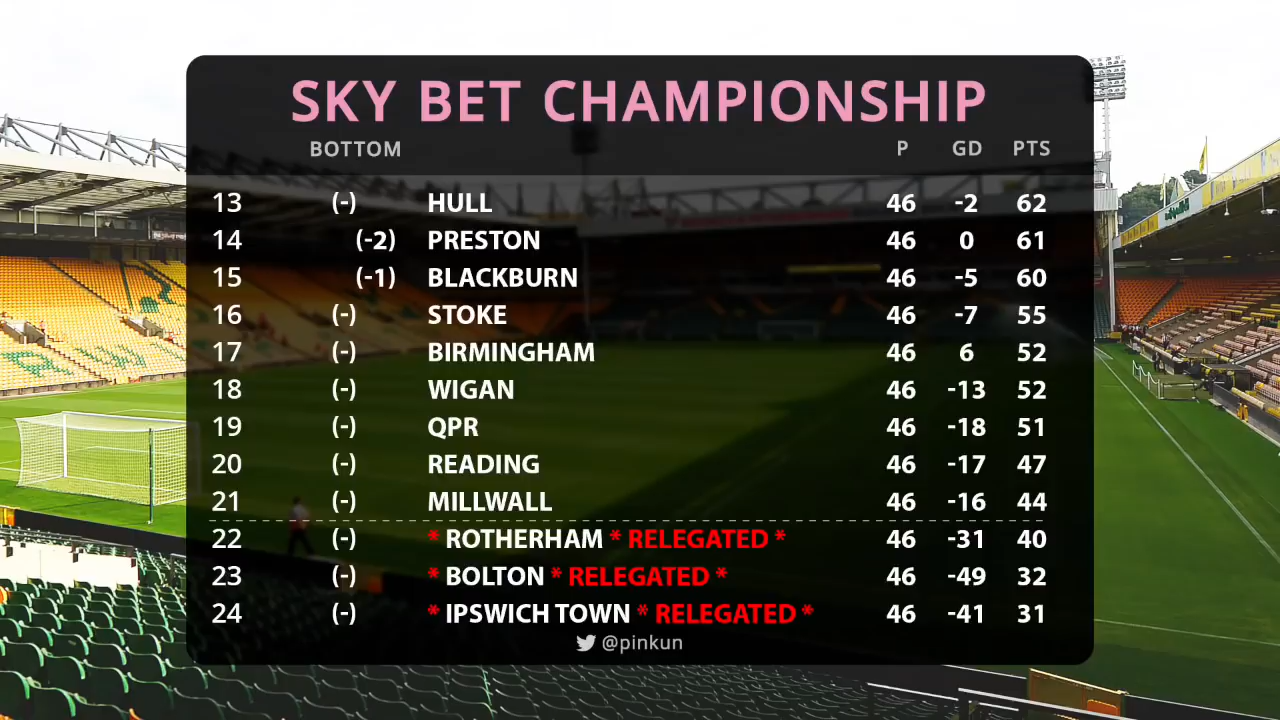 SKY BET CHAMPIONSHIP
BOTTOM P GD PTS
13 (-) HULL 46 -2 62
14 (-2) PRESTON 46 0 61
15 (-1) BLACKBURN 46 -5 60
16 (-) STOKE 46 -7 55
17 (-) BIRMINGHAM 46 6 52
18 (-) WIGAN 46 -13 52
19 (-) QPR 46 -18 51
20 (-) READING 46 -17 47
21 (-) MILLWALL 46 -16 44
22 (-) * ROTHERHAM * RELEGATED * 46 -31 40
23 (-) * BOLTON * RELEGATED * 46 -49 32
24 (-) * IPSWICH TOWN * RELEGATED * 46 -41 31
@pinkun